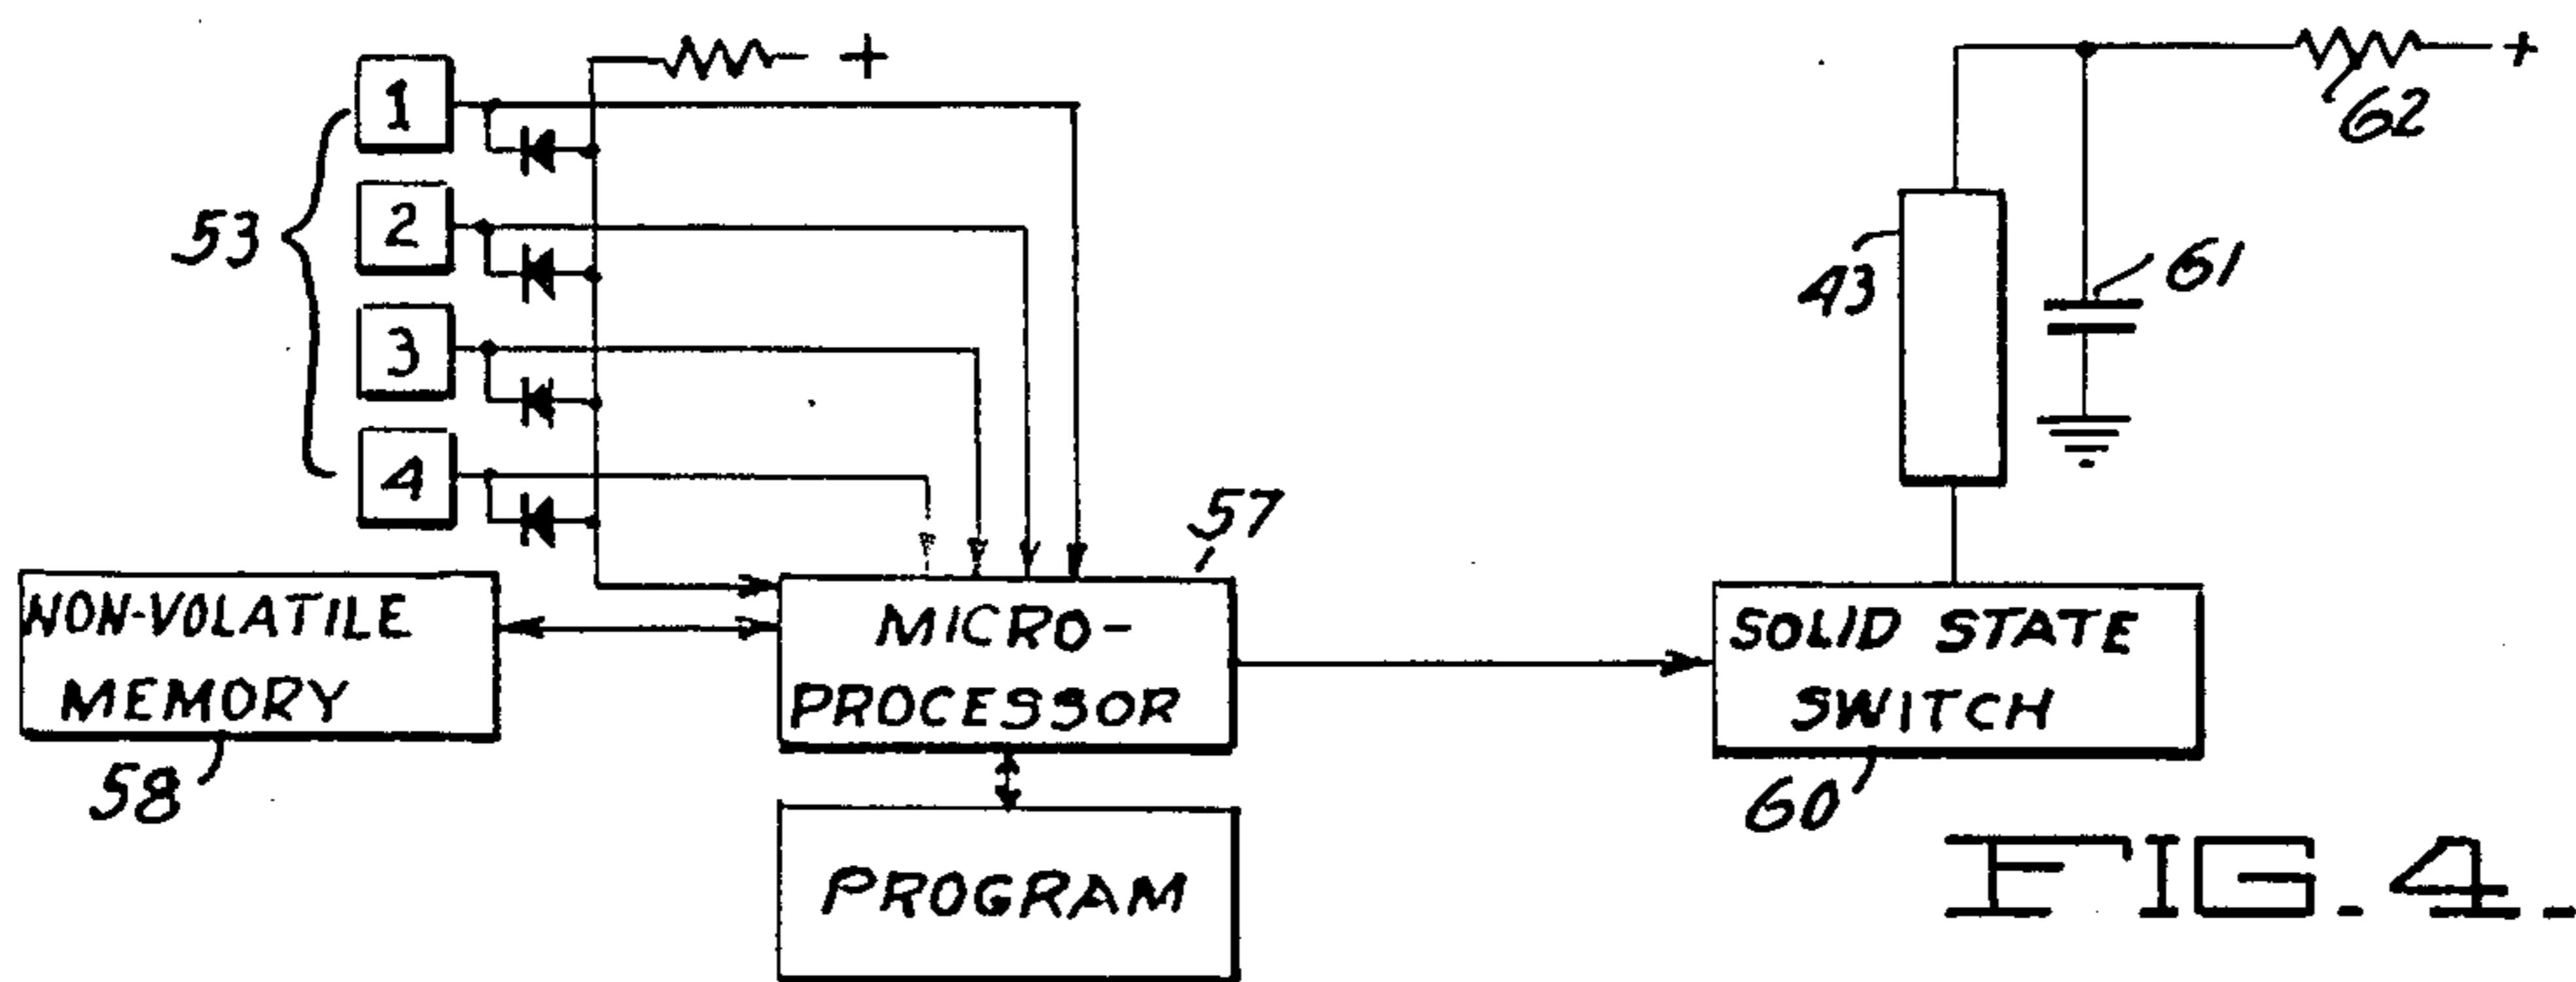 +
+
1
62
2
53
3
43
61
4
57
NON-VOLATILE
MEMORY
MICRO-
PROCESSOR
SOLID STATE
SWITCH
58
60
PROGRAM
FIG. 4.